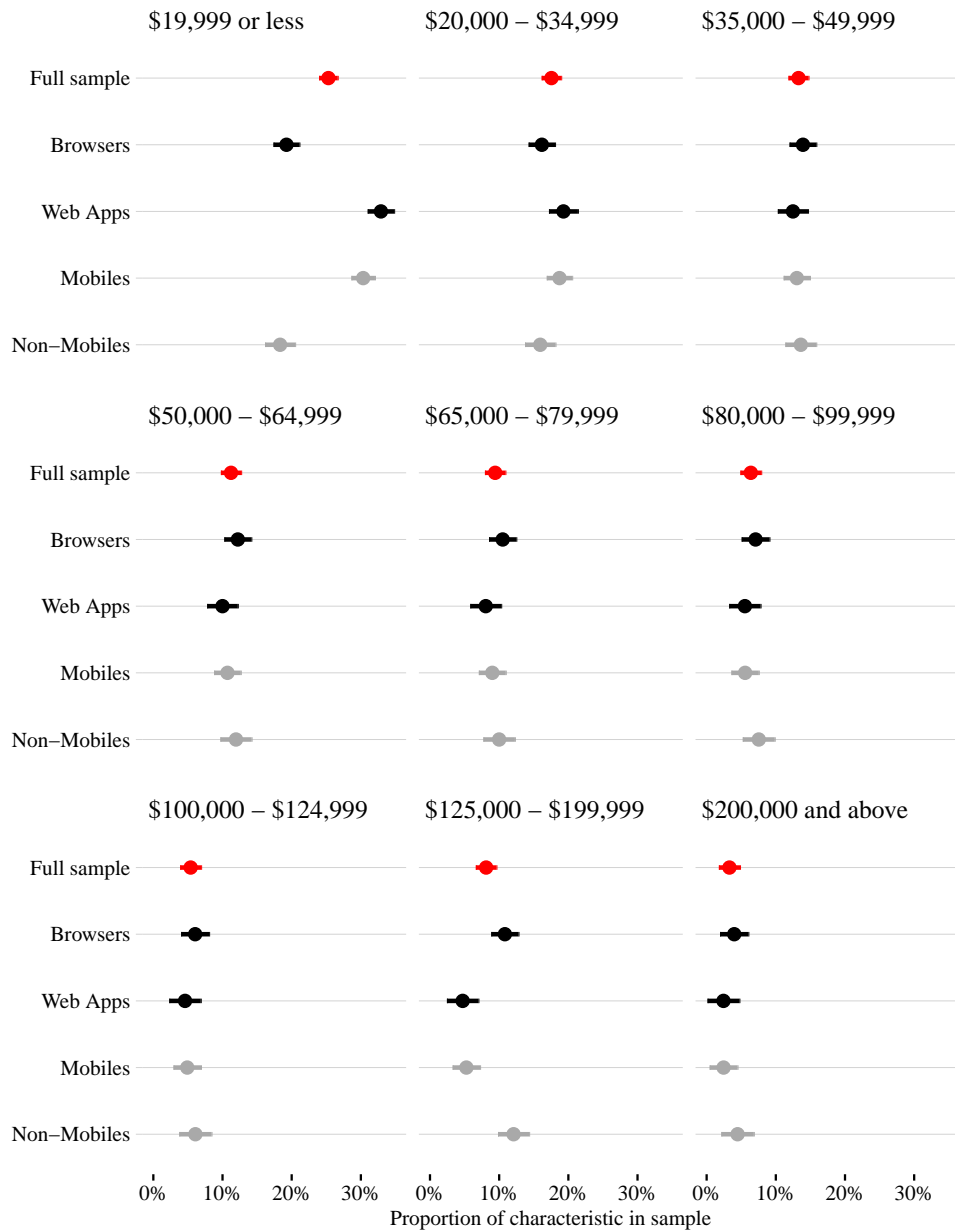 $19,999 or less
$20,000 – $34,999
$35,000 – $49,999
Full sample
Browsers
Web Apps
Mobiles
Non−Mobiles
$50,000 – $64,999
$65,000 – $79,999
$80,000 – $99,999
Full sample
Browsers
Web Apps
Mobiles
Non−Mobiles
$100,000 – $124,999
$125,000 – $199,999
$200,000 and above
Full sample
Browsers
Web Apps
Mobiles
Non−Mobiles
0% 10% 20% 30% 0% 10% 20% 30% 0% 10% 20% 30%
Proportion of characteristic in sample